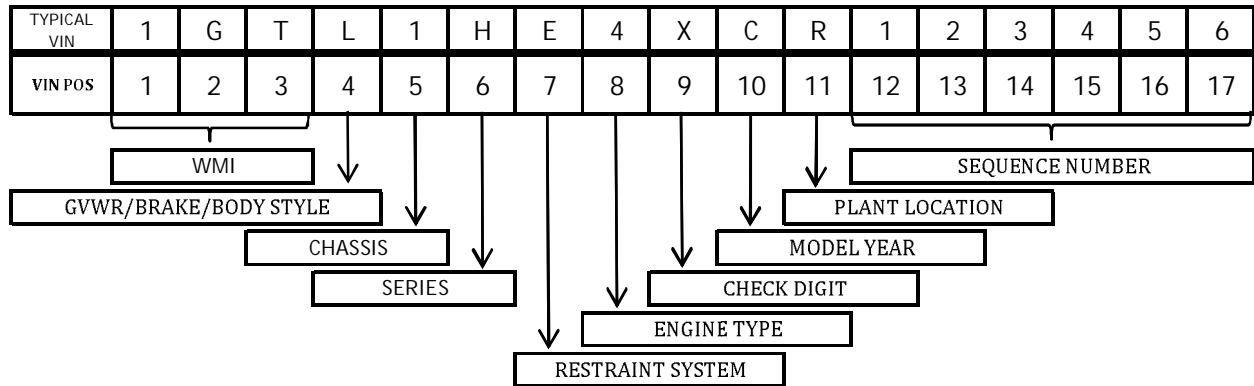 TYPICAL VIN 1 G T L 1 H E 4 X C R 1 2 3 4 5 6
VIN POS 1 2 3 4 5 6 7 8 9 10 11 12 13 14 15 16 17
WMI SEQUENCE NUMBER
GVWR/BRAKE/BODY STYLE PLANT LOCATION
CHASSIS MODEL YEAR
SERIES CHECK DIGIT
ENGINE TYPE
RESTRAINT SYSTEM